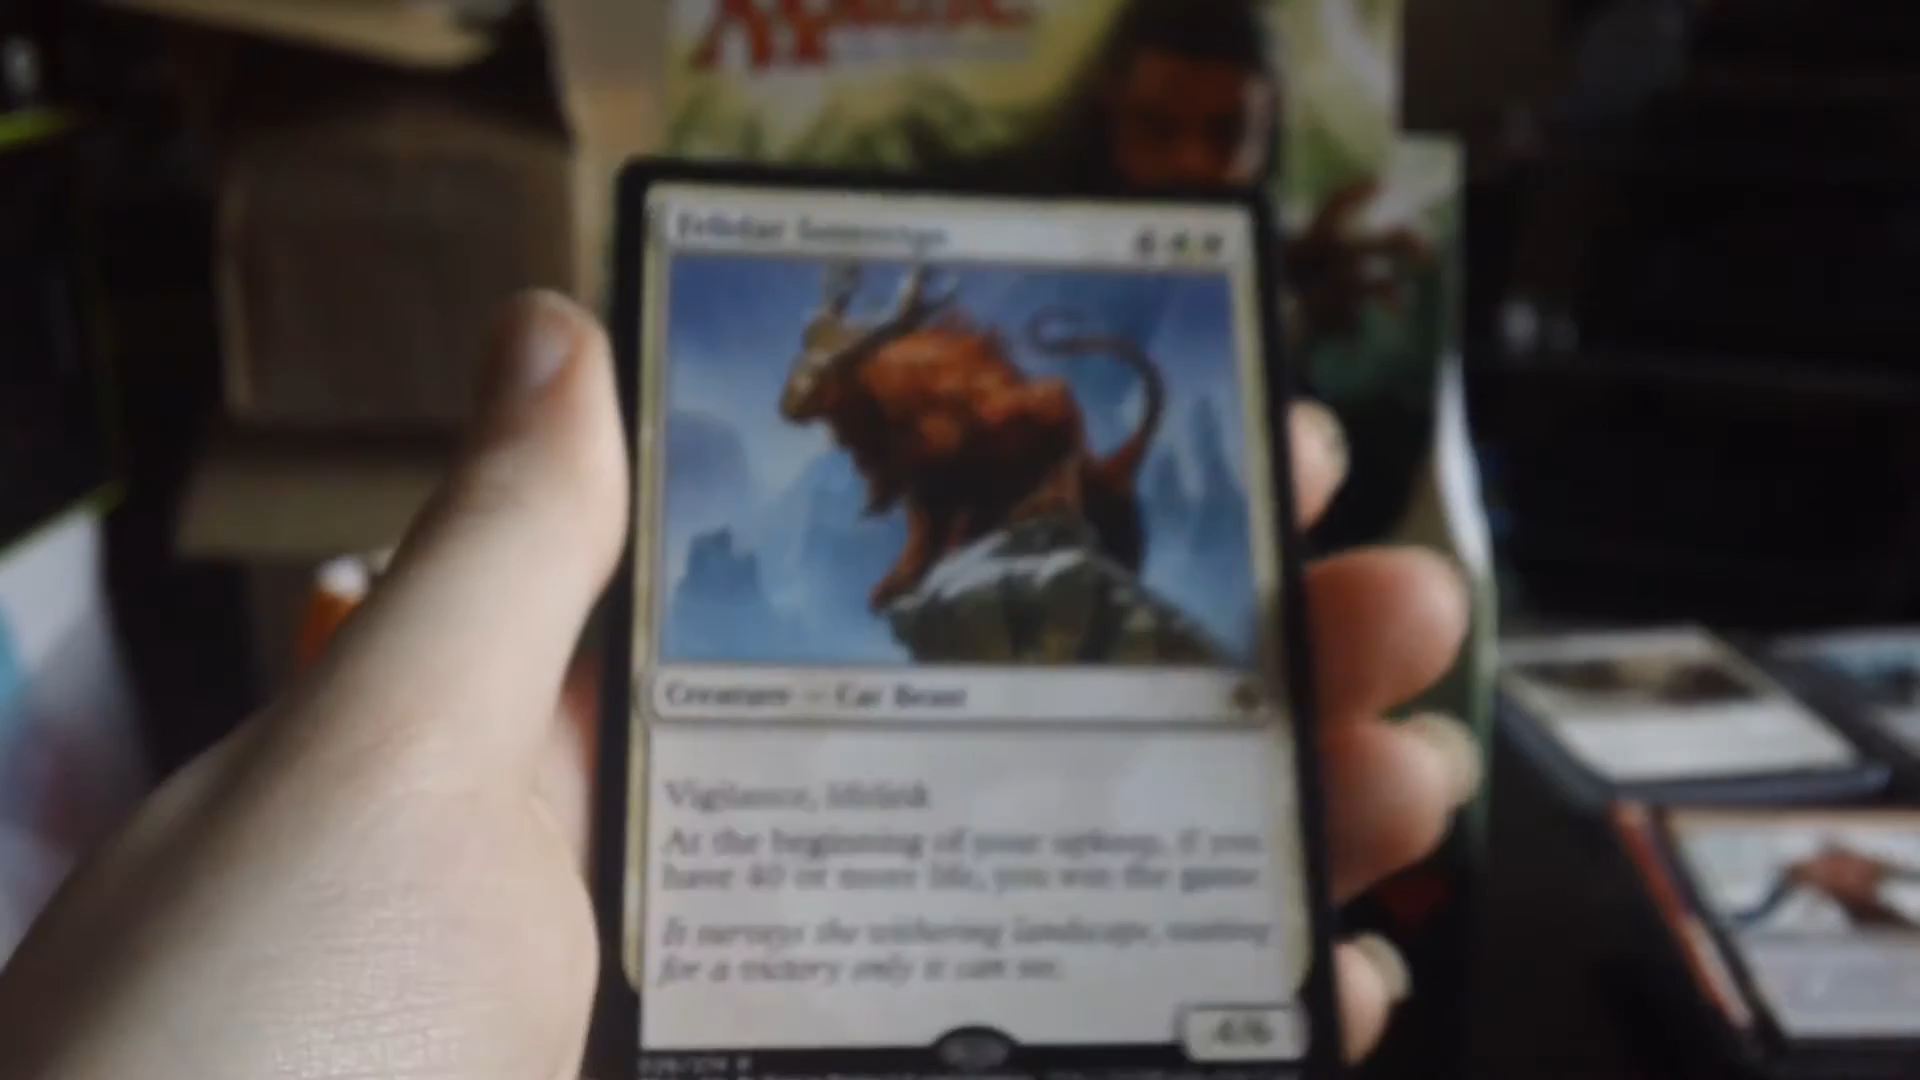 Felidar Sovereign
Creature — Cat Beast
Vigilance, lifelink
At the beginning of your upkeep, if you
have 40 or more life, you win the game.
It surveys the withering landscape, waiting
for a victory only it can see.
4/6